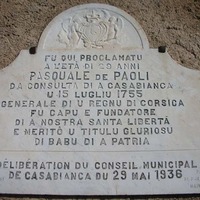 FU QUI PROCLAMATU
A L'ETÀ DI 29 ANNI
PASQUALE DE PAOLI
DA CONSULTA DI A CASABIANCA
U 15 LUGLIU 1755
GENERALE DI U REGNU DI CORSICA
FU CAPU E FUNDATORE
DI A NOSTRA SANTA LIBERTÀ
E MERITÒ U TITULU GLURIOSU
DI BABU DI A PATRIA
DÉLIBÉRATION DU CONSEIL MUNICIPAL
DE CASABIANCA DU 29 MAI 1936